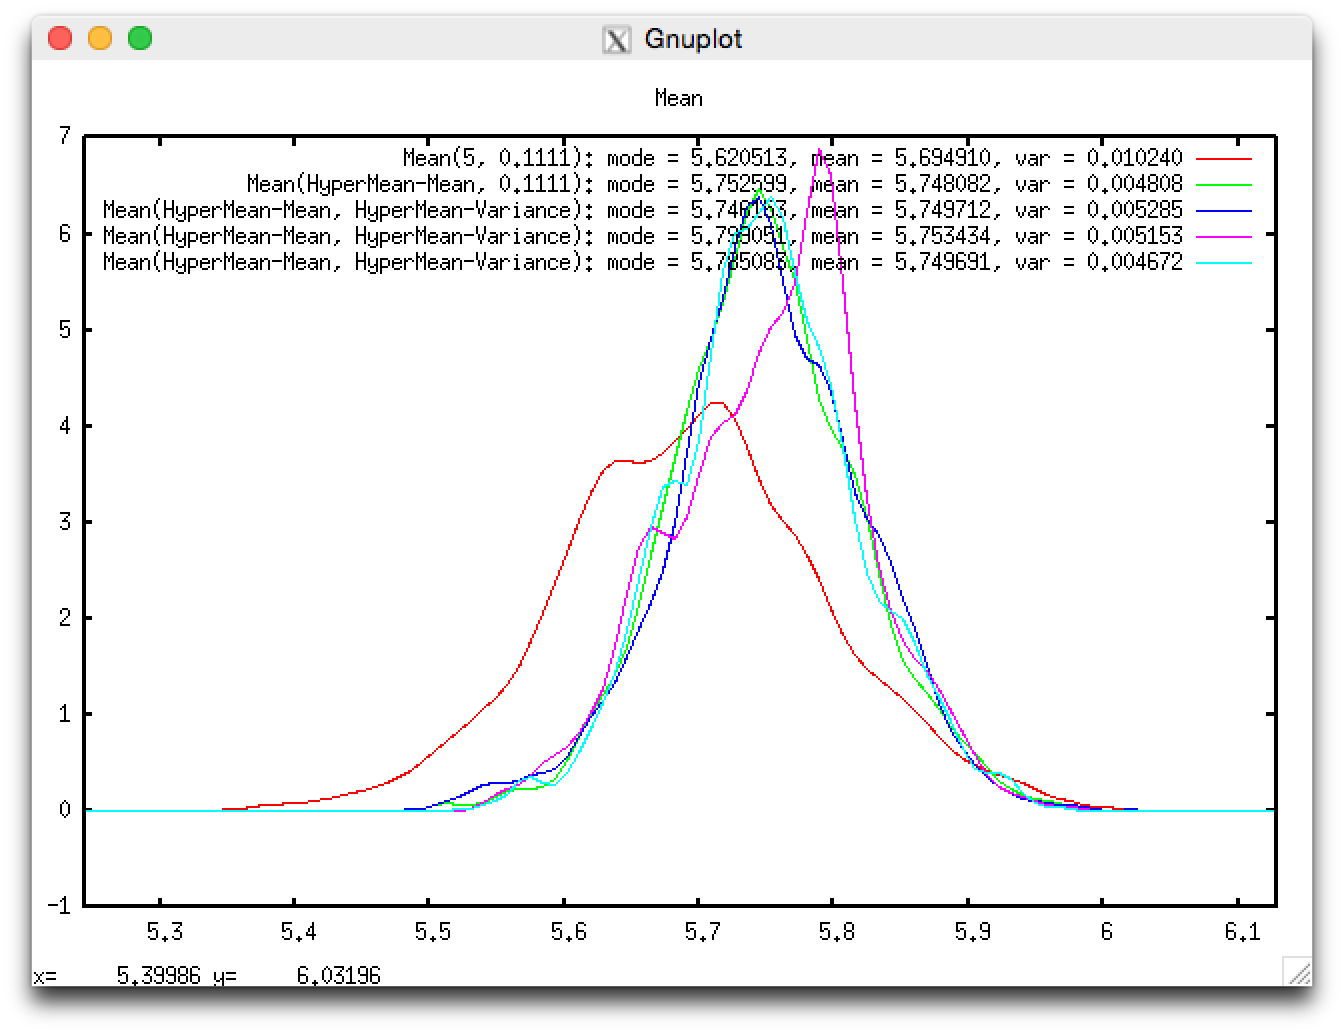 Gnuplot
Mean
7
Mean(5, 0.1111): mode = 5.620513, mean = 5.694910, var = 0.010240
Mean(HyperMean-Mean, 0.1111): mode = 5.752599, mean = 5.748082, var = 0.004808
Mean(HyperMean-Mean, HyperMean-Variance): mode = mean = 5.749712, var = 0.005285
6
Mean(HyperMean-Mean, HyperMean-Variance): mode = mean = 5.753434, var = 0.005153
Mean(HyperMean-Mean, HyperMean-Variance): mode = mean = 5.749691, var = 0.004672
5
4
3
2
1
0
-1
5.3 5.4 5.5 5.6 5.7 5.8 5.9 6 6.1
x= 5.39986 y= 6.03196